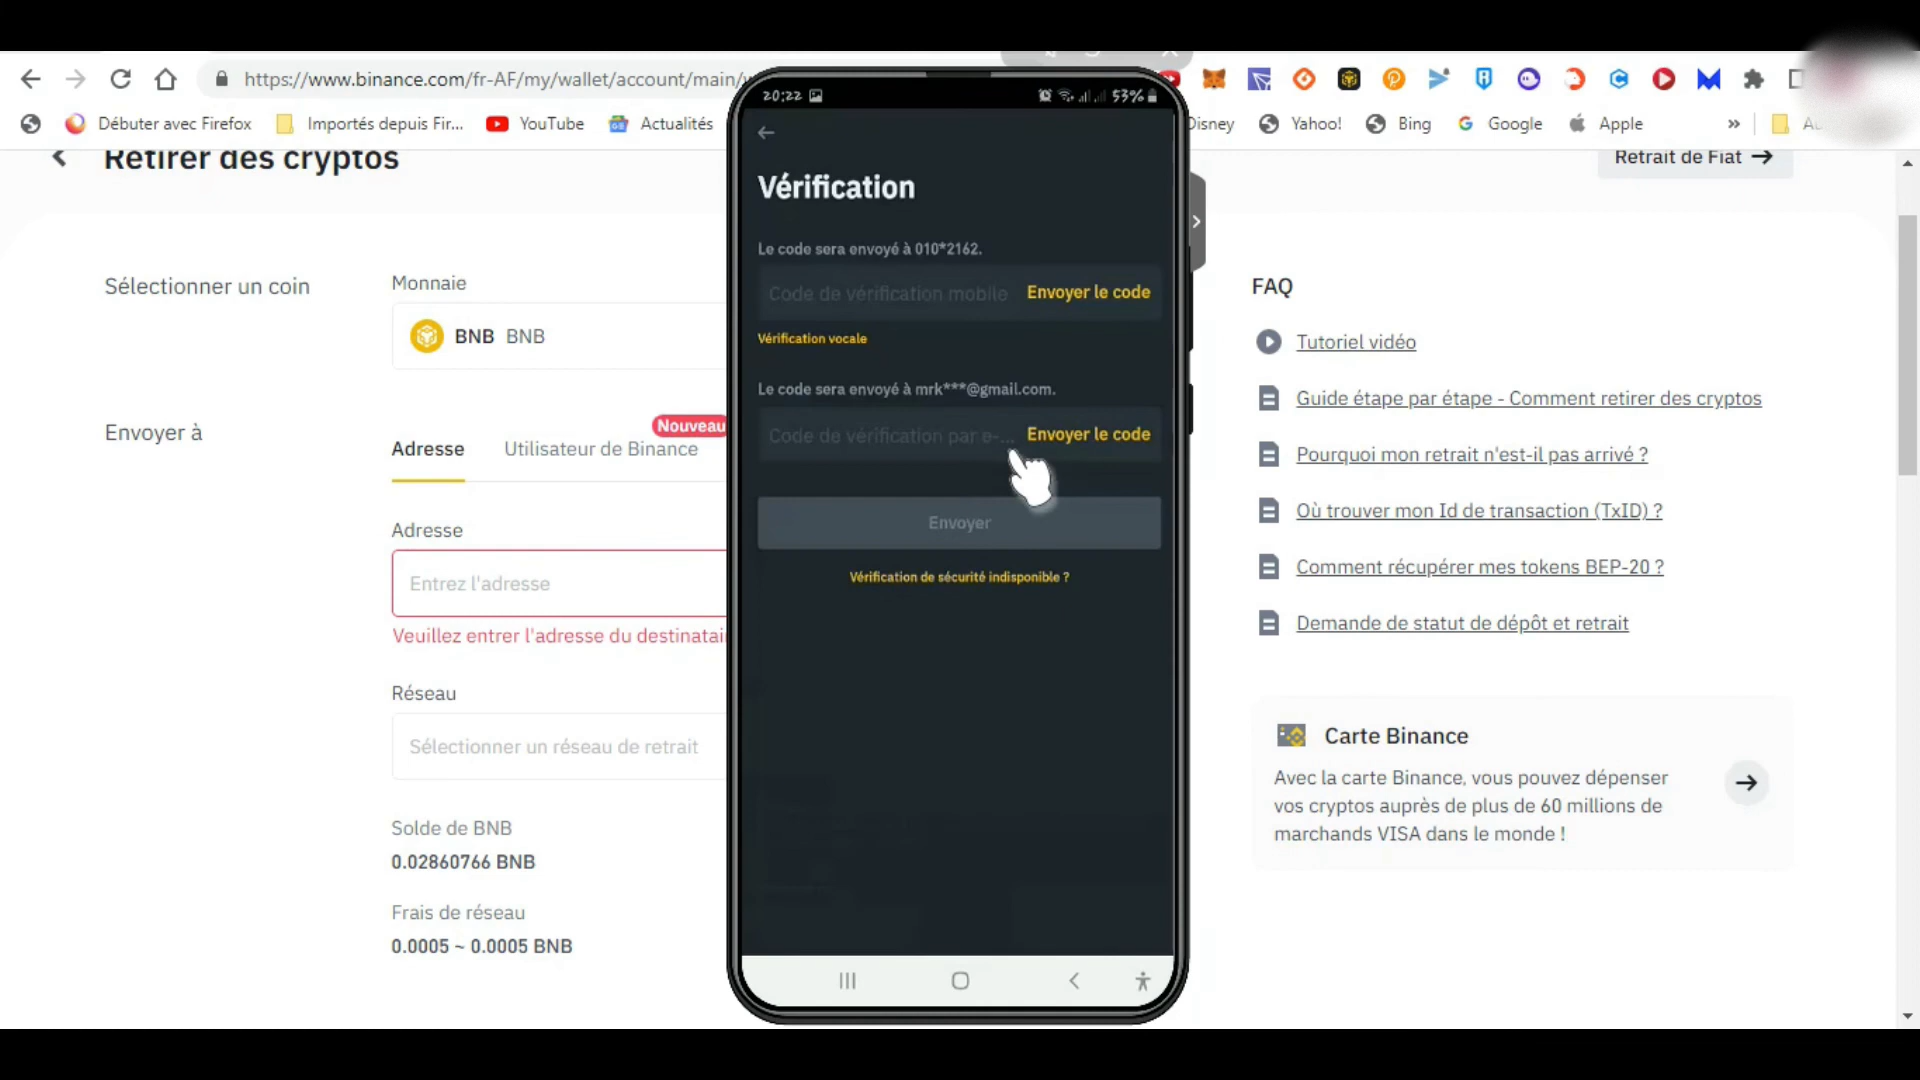 https://www.binance.com/fr-AF/my/wallet/account/main/w
Débuter avec Firefox
Importés depuis Fir...
YouTube
Actualités
Disney
Yahoo!
Bing
Google
Apple
»
Retirer des cryptos
Retrait de Fiat
Sélectionner un coin
Monnaie
BNB BNB
Envoyer à
Nouveau
Adresse
Utilisateur de Binance
Adresse
Entrez l'adresse
Veuillez entrer l'adresse du
Réseau
Sélectionner un réseau de retrait
Solde de BNB
0.02860766 BNB
Frais de réseau
0.0005 ~ 0.0005 BNB
20:22
53%
Vérification
Le code sera envoyé à 010*2162.
Code de vérification mobile
Envoyer le code
Vérification vocale
Le code sera envoyé à mrk***@gmail.com.
Code de vérification par e-...
Envoyer le code
Envoyer
Vérification de sécurité indisponible ?
FAQ
Tutoriel vidéo
Guide étape par étape - Comment retirer des cryptos
Pourquoi mon retrait n'est-il pas arrivé ?
Où trouver mon Id de transaction (TxID) ?
Comment récupérer mes tokens BEP-20 ?
Demande de statut de dépôt et retrait
Carte Binance
Avec la carte Binance, vous pouvez dépenser
vos cryptos auprès de plus de 60 millions de
marchands VISA dans le monde !